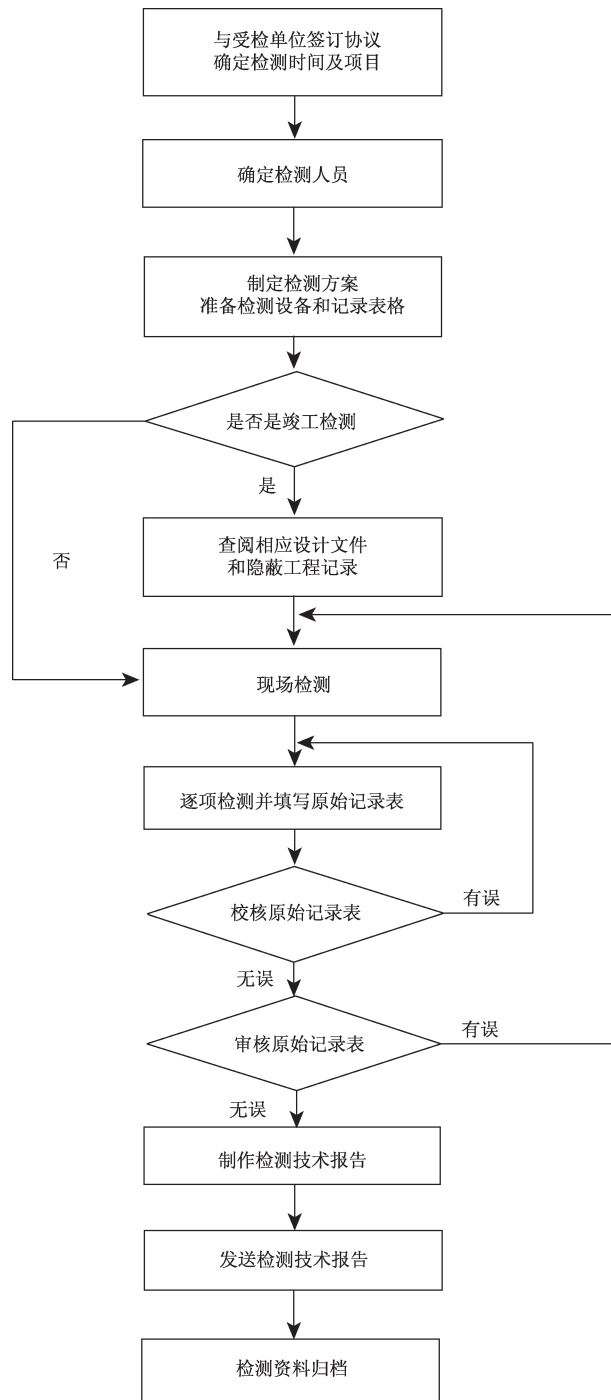 与受检单位签订协议
确定检测时间及项目
确定检测人员
制定检测方案
准备检测设备和记录表格
是否是竣工检测
是
查阅相应设计文件
和隐蔽工程记录
否
现场检测
逐项检测并填写原始记录表
校核原始记录表
有误
无误
审核原始记录表
有误
无误
制作检测技术报告
发送检测技术报告
检测资料归档